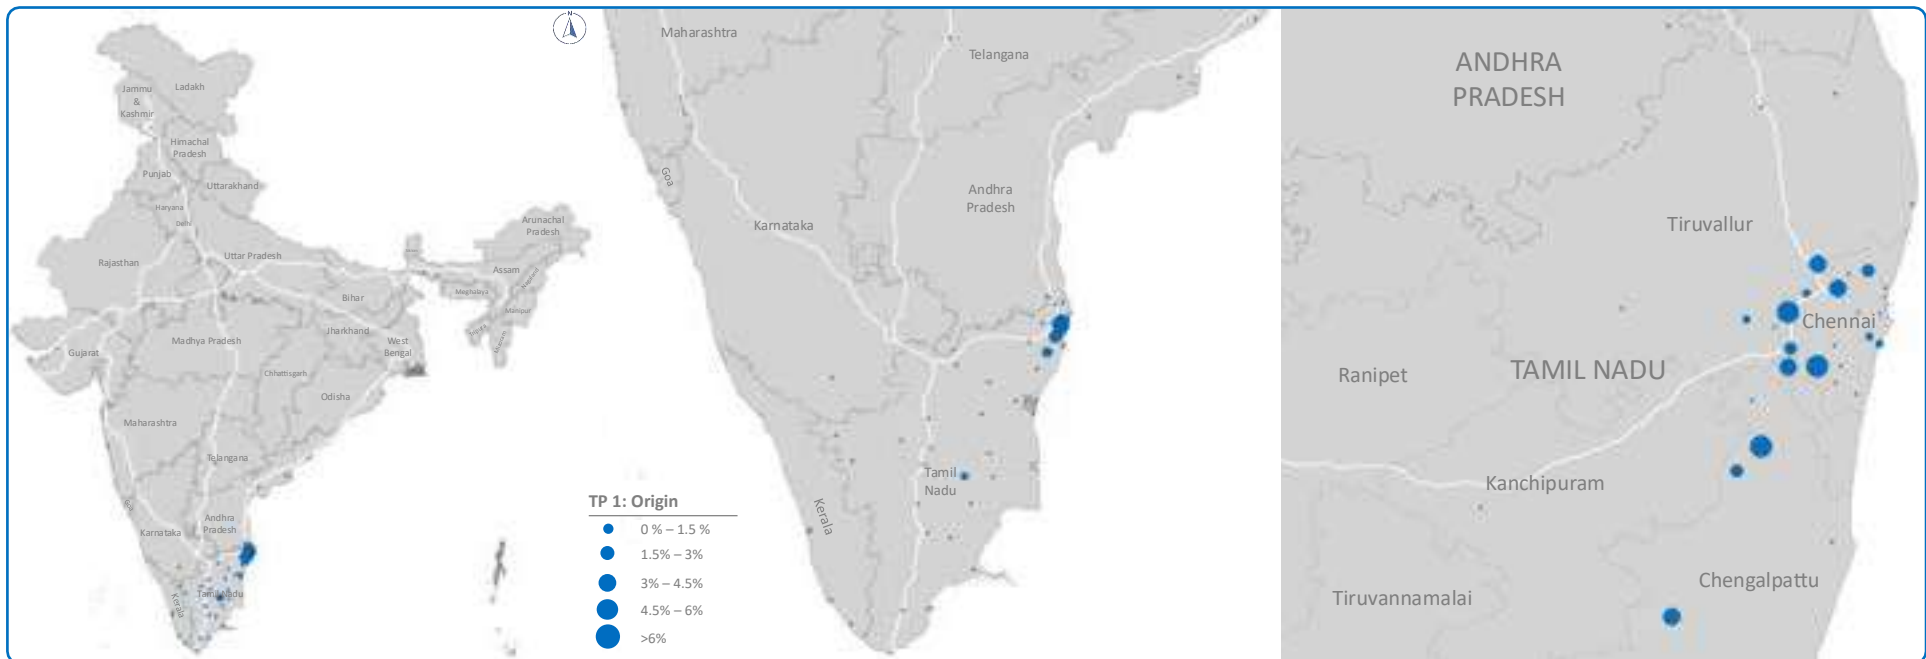 N
Ladakh
Jammu
&
Kashmir
Himachal
Pradesh
Punjab
Uttarakhand
Haryana
Delhi
Arunachal
Pradesh
Rajasthan
Uttar Pradesh
Assam
Nagaland
Meghalaya
Bihar
Manipur
Tripura
Mizoram
Jharkhand
West
Bengal
Madhya Pradesh
Gujarat
Chhattisgarh
Odisha
Maharashtra
Telangana
Goa
Andhra
Pradesh
Karnataka
Tamil Nadu
Kerala
Maharashtra
Telangana
Goa
Andhra
Pradesh
Karnataka
Tamil
Nadu
Kerala
TP 1: Origin
0 % – 1.5 %
1.5% – 3%
3% – 4.5%
4.5% – 6%
>6%
ANDHRA
PRADESH
Tiruvallur
Chennai
Ranipet
TAMIL NADU
Kanchipuram
Chengalpattu
Tiruvannamalai